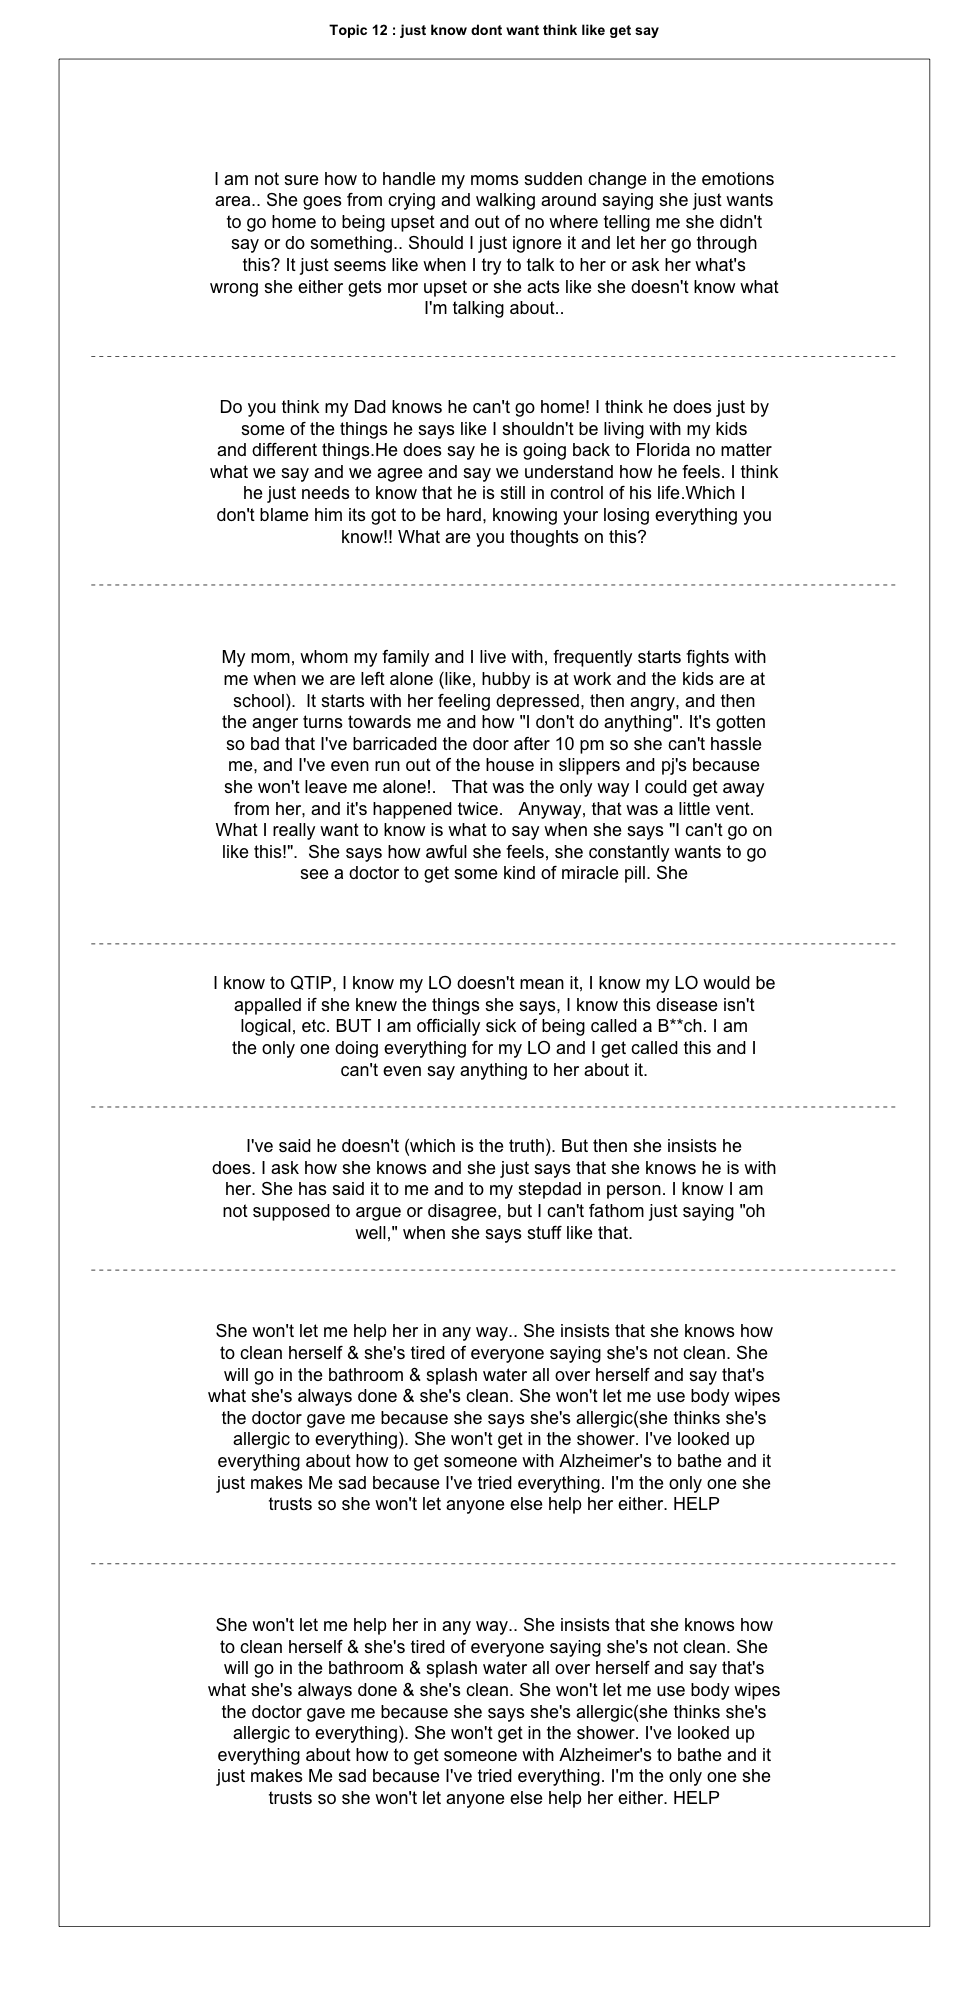 Topic 12 : just know dont want think like get say
I am not sure how to handle my moms sudden change in the emotions
area.. She goes from crying and walking around saying she just wants
to go home to being upset and out of no where telling me she didn't
say or do something.. Should I just ignore it and let her go through
this? It just seems like when I try to talk to her or ask her what's
wrong she either gets mor upset or she acts like she doesn't know what
I'm talking about..
Do you think my Dad knows he can't go home! I think he does just by
some of the things he says like I shouldn't be living with my kids
and different things.He does say he is going back to Florida no matter
what we say and we agree and say we understand how he feels. I think
he just needs to know that he is still in control of his life.Which I
don't blame him its got to be hard, knowing your losing everything you
know!! What are you thoughts on this?
My mom, whom my family and I live with, frequently starts fights with
me when we are left alone (like, hubby is at work and the kids are at
school).  It starts with her feeling depressed, then angry, and then
the anger turns towards me and how "I don't do anything". It's gotten
so bad that I've barricaded the door after 10 pm so she can't hassle
me, and I've even run out of the house in slippers and pj's because
she won't leave me alone!.   That was the only way I could get away
from her, and it's happened twice.   Anyway, that was a little vent.
What I really want to know is what to say when she says "I can't go on
like this!".  She says how awful she feels, she constantly wants to go
see a doctor to get some kind of miracle pill. She
I know to QTIP, I know my LO doesn't mean it, I know my LO would be
appalled if she knew the things she says, I know this disease isn't
logical, etc. BUT I am officially sick of being called a B**ch. I am
the only one doing everything for my LO and I get called this and I
can't even say anything to her about it.
I've said he doesn't (which is the truth). But then she insists he
does. I ask how she knows and she just says that she knows he is with
her. She has said it to me and to my stepdad in person. I know I am
not supposed to argue or disagree, but I can't fathom just saying "oh
well," when she says stuff like that.
She won't let me help her in any way.. She insists that she knows how
to clean herself & she's tired of everyone saying she's not clean. She
will go in the bathroom & splash water all over herself and say that's
what she's always done & she's clean. She won't let me use body wipes
the doctor gave me because she says she's allergic(she thinks she's
allergic to everything). She won't get in the shower. I've looked up
everything about how to get someone with Alzheimer's to bathe and it
just makes Me sad because I've tried everything. I'm the only one she
trusts so she won't let anyone else help her either. HELP
She won't let me help her in any way.. She insists that she knows how
to clean herself & she's tired of everyone saying she's not clean. She
will go in the bathroom & splash water all over herself and say that's
what she's always done & she's clean. She won't let me use body wipes
the doctor gave me because she says she's allergic(she thinks she's
allergic to everything). She won't get in the shower. I've looked up
everything about how to get someone with Alzheimer's to bathe and it
just makes Me sad because I've tried everything. I'm the only one she
trusts so she won't let anyone else help her either. HELP